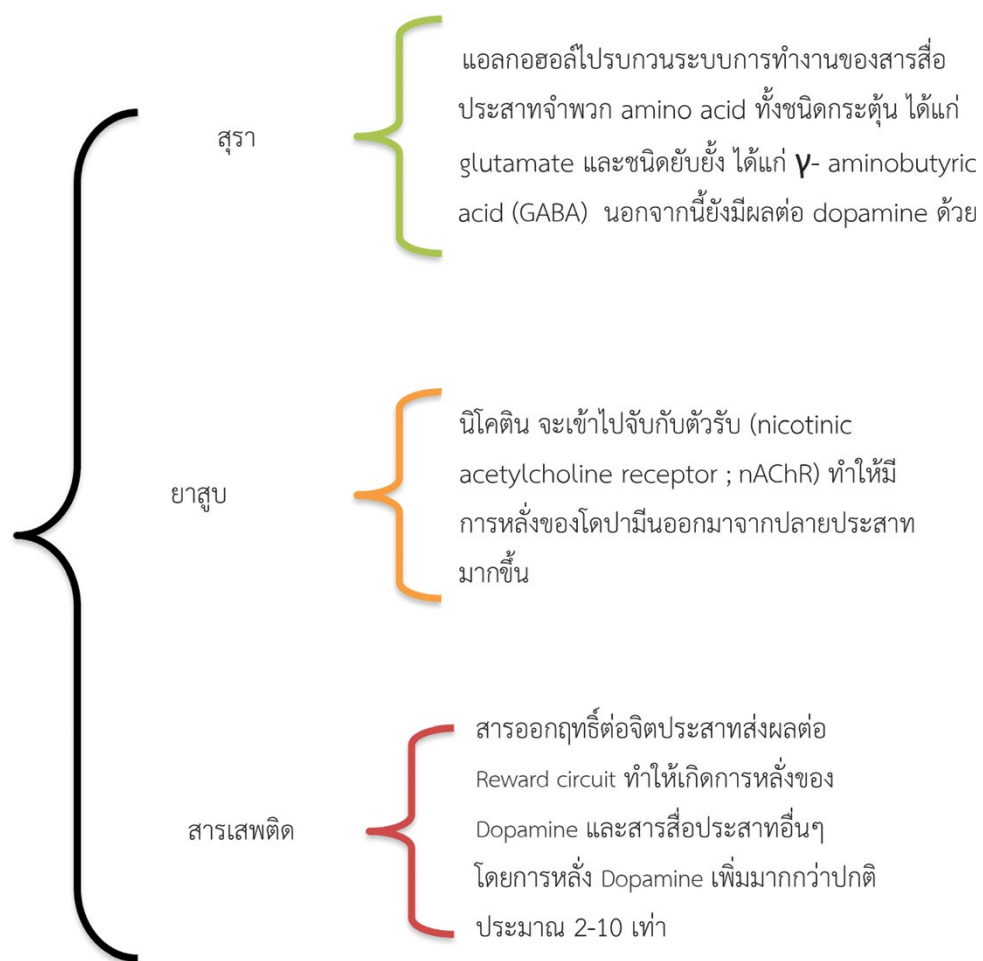 สุรา
แอลกอฮอล์ไปรบกวนระบบการทำงานของสารสื่อ
ประสาทจำพวก amino acid ทั้งชนิดกระตุ้น ได้แก่
glutamate และชนิดยับยั้ง ได้แก่ γ- aminobutyric
acid (GABA) นอกจากนี้ยังมีผลต่อ dopamine ด้วย
ยาสูบ
นิโคติน จะเข้าไปจับกับตัวรับ (nicotinic
acetylcholine receptor ; nAChR) ทำให้มี
การหลั่งของโดปามีนออกมาจากปลายประสาท
มากขึ้น
สารเสพติด
สารออกฤทธิ์ต่อจิตประสาทส่งผลต่อ
Reward circuit ทำให้เกิดการหลั่งของ
Dopamine และสารสื่อประสาทอื่นๆ
โดยการหลั่ง Dopamine เพิ่มมากกว่าปกติ
ประมาณ 2-10 เท่า